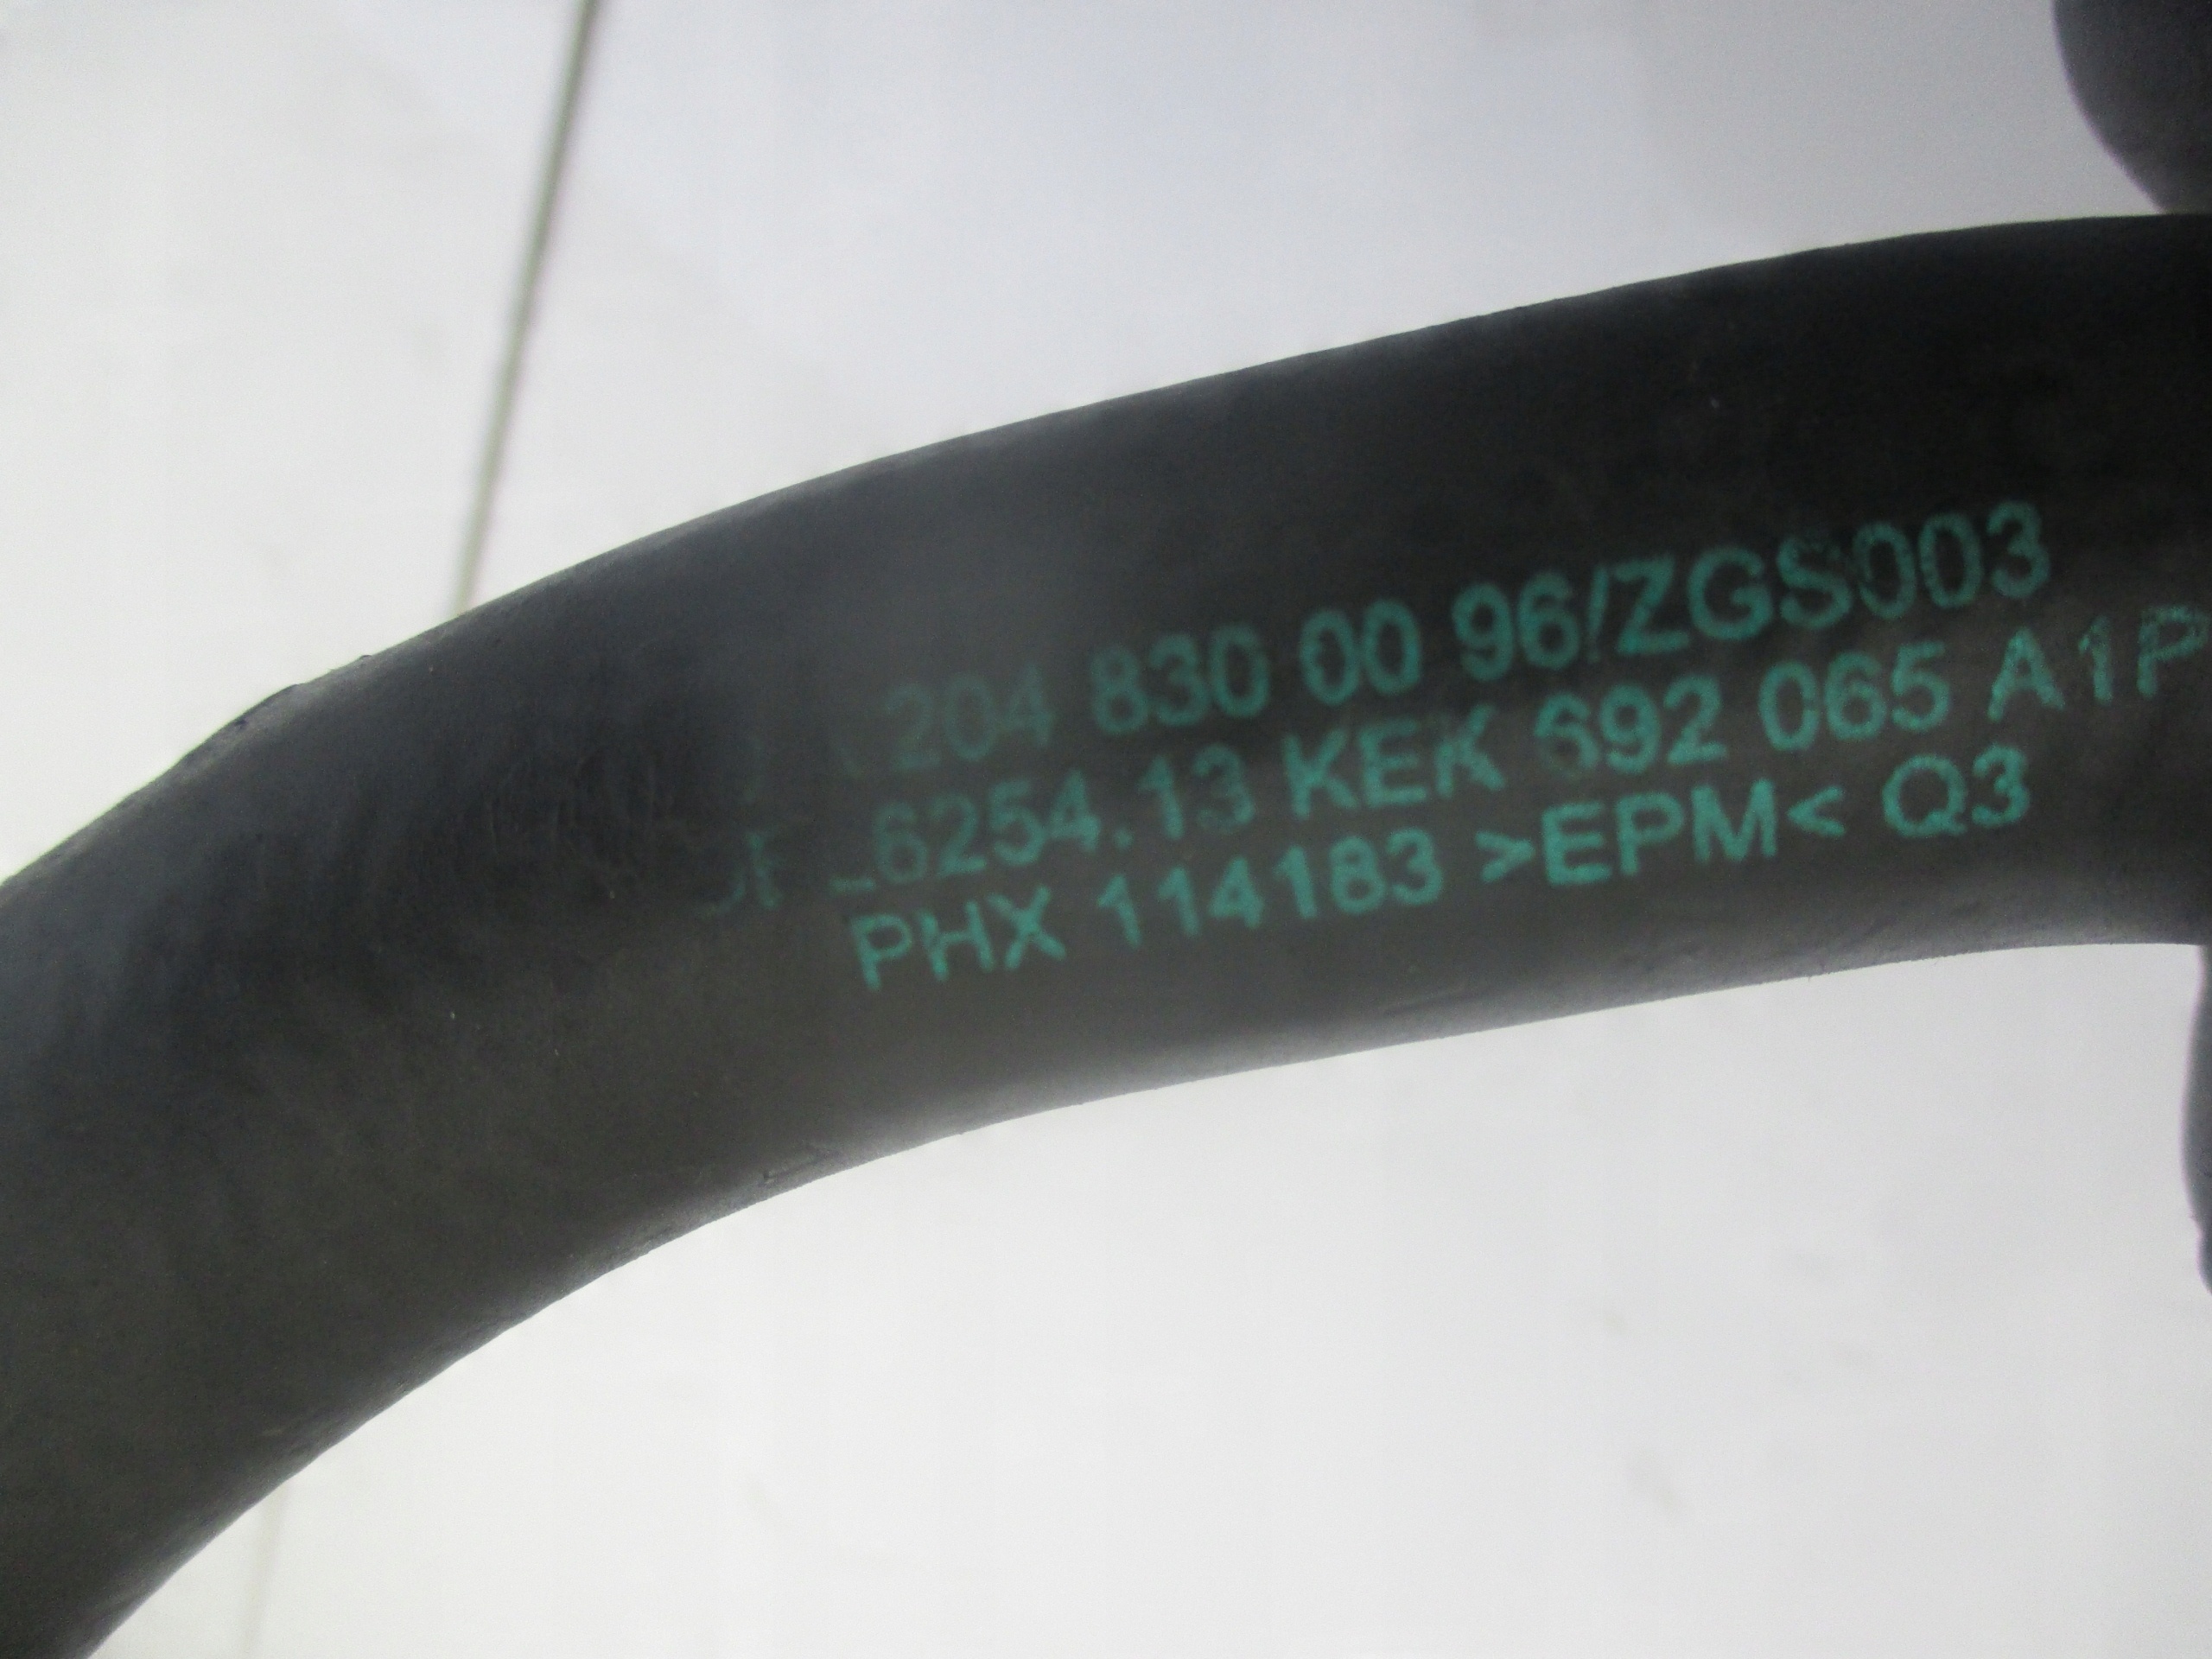 204 830 00 96/ZGS003
6254.13 KEK 692 065 A1P
PHX 114183 >EPM< Q3